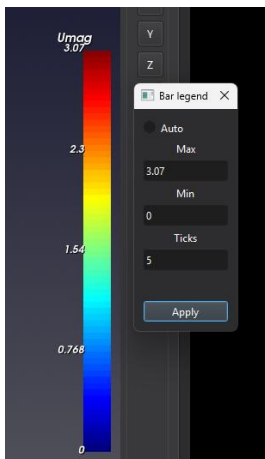 Umag
3.07
2.3
1.54
0.768
0
Y
Z
Bar legend
Auto
Max
3.07
Min
0
Ticks
5
Apply